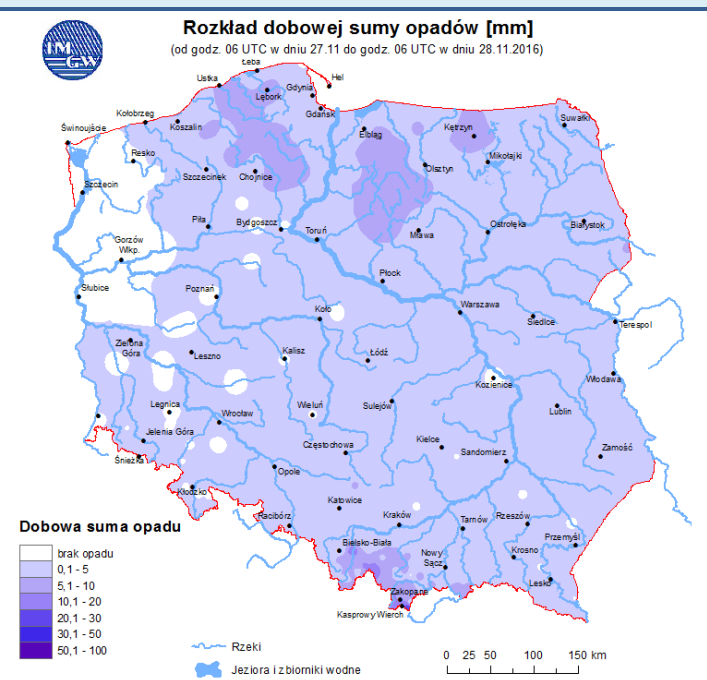 Rozkład dobowej sumy opadów [mm]
(od godz. 06 UTC w dniu 27.11 do godz. 06 UTC w dniu 28.11.2016)
IM
GW
Łeba
Ustka
Hel
Gdynia
Lębork
Gdańsk
Kołobrzeg
Koszalin
Świnoujście
Elbląg
Kętrzyn
Suwałki
Resko
Mikołajki
Szczecinek
Chojnice
Olsztyn
Szczecin
Piła
Bydgoszcz
Toruń
Mława
Ostrołęka
Białystok
Gorzów
Wlkp.
Płock
Słubice
Poznań
Koło
Warszawa
Siedlce
Terespol
Zielona
Góra
Leszno
Kalisz
Łódź
Kozienice
Włodawa
Legnica
Wrocław
Wieluń
Sulejów
Lublin
Jelenia Góra
Częstochowa
Kielce
Sandomierz
Zamość
Śnieżka
Opole
Kłodzko
Katowice
Racibórz
Kraków
Tarnów
Rzeszów
Przemyśl
Bielsko-Biała
Nowy
Sącz
Krosno
Lesko
Zakopane
Kasprowy Wierch
Dobowa suma opadu
brak opadu
0,1 - 5
5,1 - 10
10,1 - 20
20,1 - 30
30,1 - 50
50,1 - 100
Rzeki
Jeziora i zbiorniki wodne
0 25 50 100 150 km